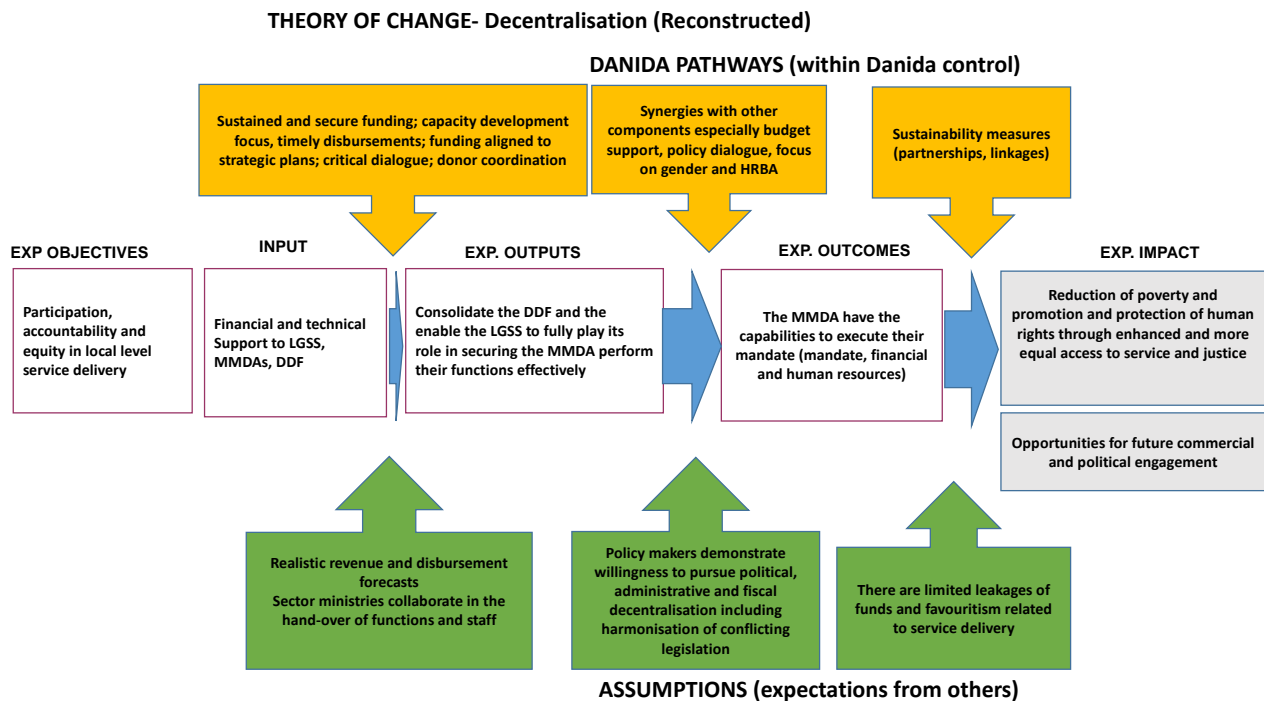 THEORY OF CHANGE- Decentralisation (Reconstructed)
DANIDA PATHWAYS (within Danida control)
Sustained and secure funding; capacity development
focus, timely disbursements; funding aligned to
strategic plans; critical dialogue; donor coordination
Synergies with other
components especially budget
support, policy dialogue, focus
on gender and HRBA
Sustainability measures
(partnerships, linkages)
EXP OBJECTIVES
INPUT
EXP. OUTPUTS
EXP. OUTCOMES
EXP. IMPACT
Participation,
accountability and
equity in local level
service delivery
Financial and technical
Support to LGSS,
MMDAs, DDF
Consolidate the DDF and the
enable the LGSS to fully play its
role in securing the MMDA perform
their functions effectively
The MMDA have the
capabilities to execute their
mandate (mandate, financial
and human resources)
Reduction of poverty and
promotion and protection of human
rights through enhanced and more
equal access to service and justice
Opportunities for future commercial
and political engagement
Realistic revenue and disbursement
forecasts
Sector ministries collaborate in the
hand-over of functions and staff
Policy makers demonstrate
willingness to pursue political,
administrative and fiscal
decentralisation including
harmonisation of conflicting
legislation
There are limited leakages of
funds and favouritism related
to service delivery
ASSUMPTIONS (expectations from others)